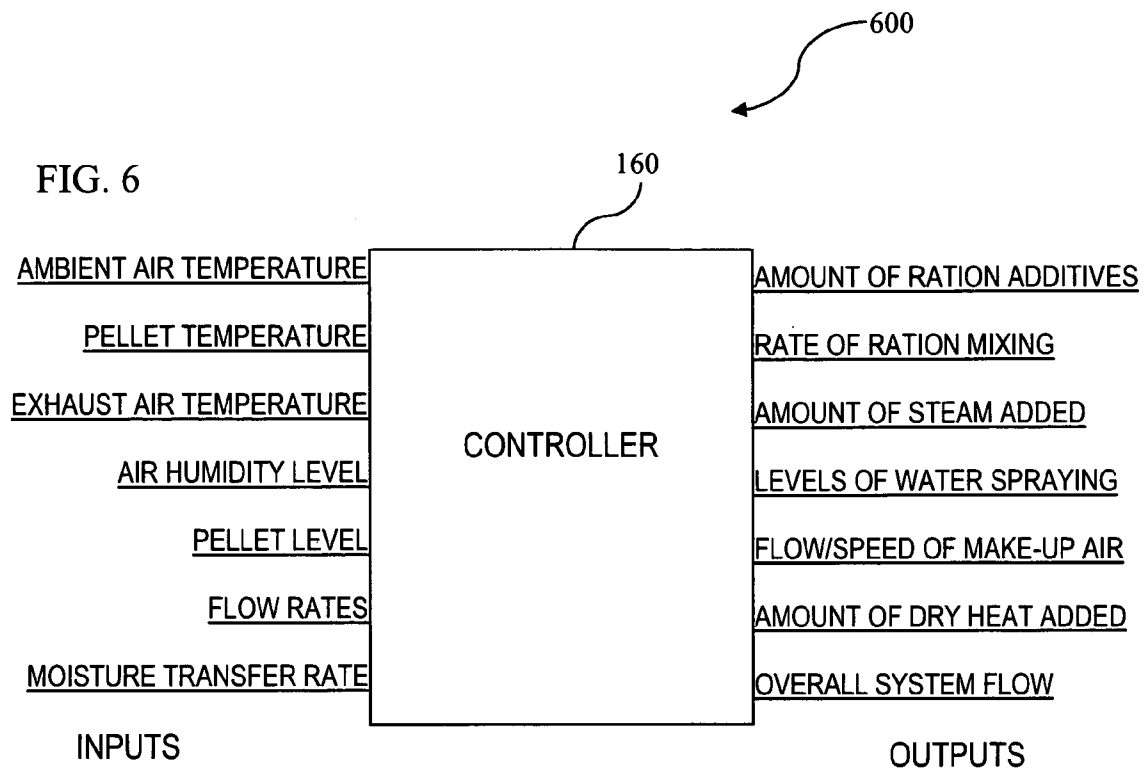 600
FIG. 6
160
AMBIENT AIR TEMPERATURE
PELLET TEMPERATURE
EXHAUST AIR TEMPERATURE
AIR HUMIDITY LEVEL
PELLET LEVEL
FLOW RATES
MOISTURE TRANSFER RATE
INPUTS
CONTROLLER
AMOUNT OF RATION ADDITIVES
RATE OF RATION MIXING
AMOUNT OF STEAM ADDED
LEVELS OF WATER SPRAYING
FLOW/SPEED OF MAKE-UP AIR
AMOUNT OF DRY HEAT ADDED
OVERALL SYSTEM FLOW
OUTPUTS